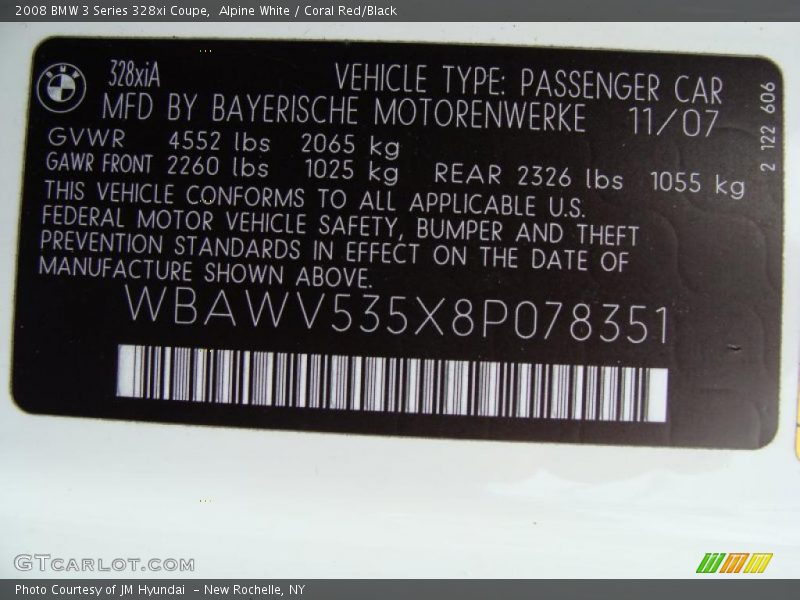 2008 BMW 3 Series 328xi Coupe,  Alpine White / Coral Red/Black
BMW
328xiA
VEHICLE TYPE: PASSENGER CAR
MFD BY BAYERISCHE MOTORENWERKE 11/07
GVWR 4552 lbs 2065 kg
GAWR FRONT 2260 lbs 1025 kg REAR 2326 lbs 1055 kg
THIS VEHICLE CONFORMS TO ALL APPLICABLE U.S.
FEDERAL MOTOR VEHICLE SAFETY, BUMPER AND THEFT
PREVENTION STANDARDS IN EFFECT ON THE DATE OF
MANUFACTURE SHOWN ABOVE.
WBAWV535X8P078351
2 122 606
GTCARLOT.COM
Photo Courtesy of JM Hyundai  - New Rochelle, NY